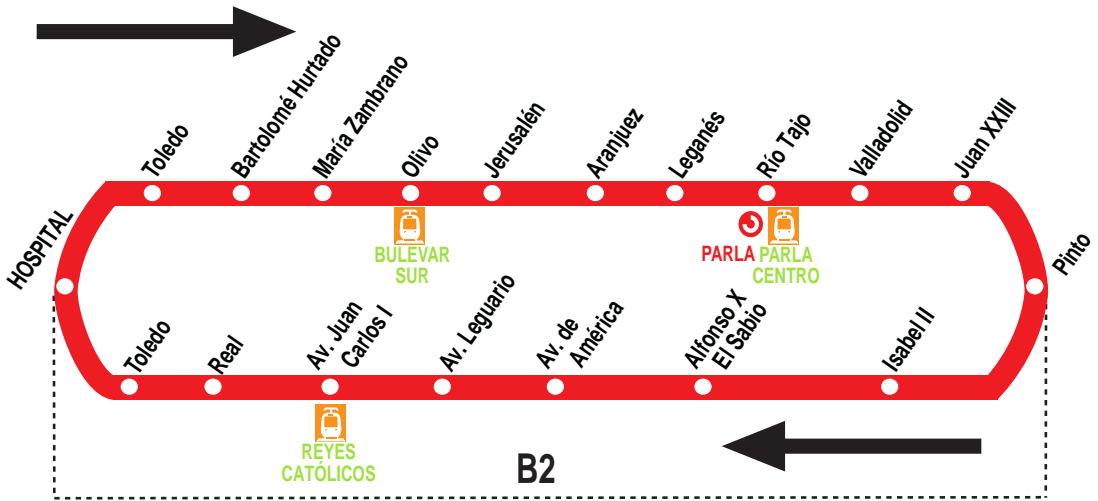 Toledo
Bartolomé Hurtado
María Zambrano
Olivo
Jerusalén
Aranjuez
Leganés
Río Tajo
Valladolid
Juan XXIII
HOSPITAL
BULEVAR
SUR
PARLA
PARLA
CENTRO
Pinto
Toledo
Real
Av. Juan
Carlos I
Av. Leguario
Av. de
América
Alfonso X
El Sabio
Isabel II
REYES
CATÓLICOS
B2